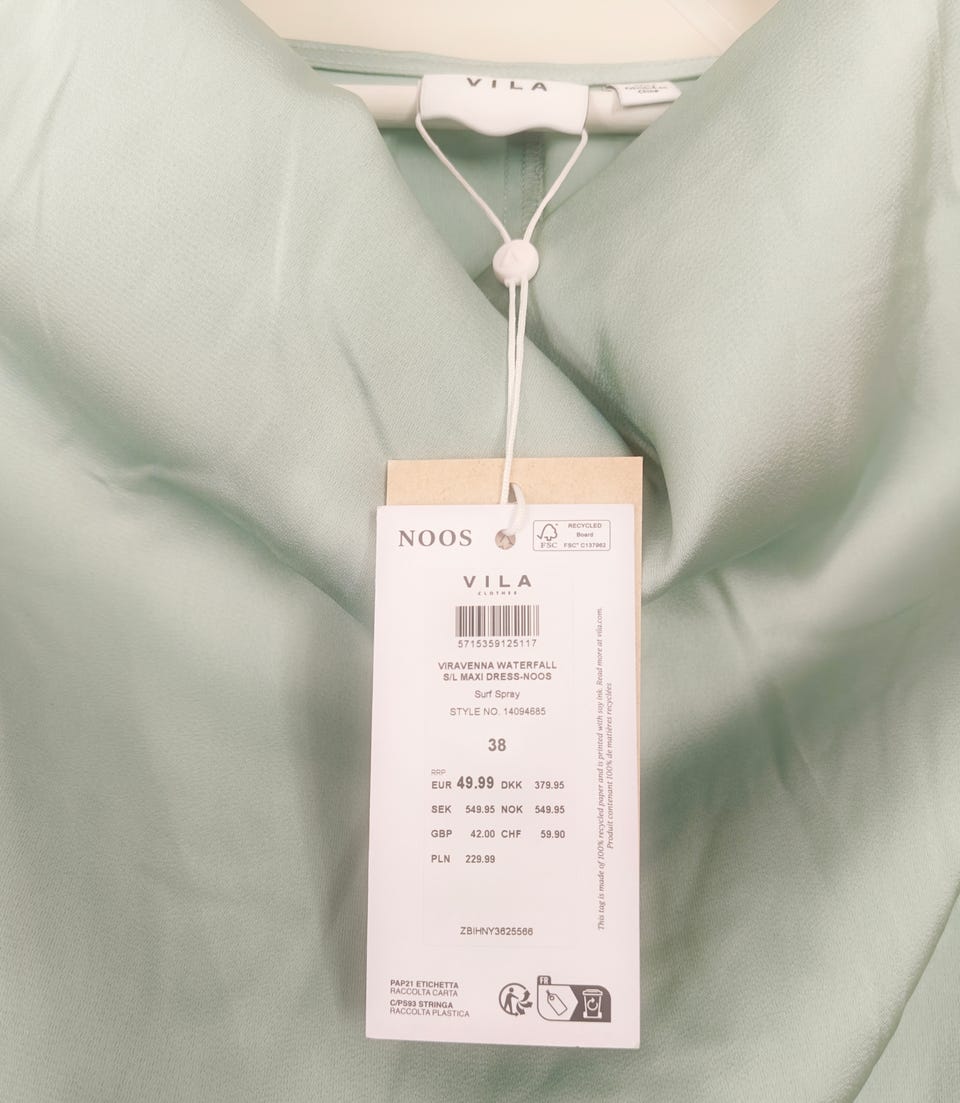 VILA
NOOS
FSC
RECYCLED
Board
FSC® C137962
VILA
CLOTHES
5715359125117
VIRAVENNA WATERFALL
S/L MAXI DRESS-NOOS
Surf Spray
STYLE NO. 14094685
38
RRP
EUR 49.99 DKK 379.95
SEK 549.95 NOK 549.95
GBP 42.00 CHF 59.90
PLN 229.99
ZBIHNY3625566
PAP21 ETICHETTA
RACCOLTA CARTA
C/PS93 STRINGA
RACCOLTA PLASTICA
FR
This tag is made of 100% recycled paper and is printed with soy ink. Read more at vila.com.
Produit contenant 100% de matières recyclées